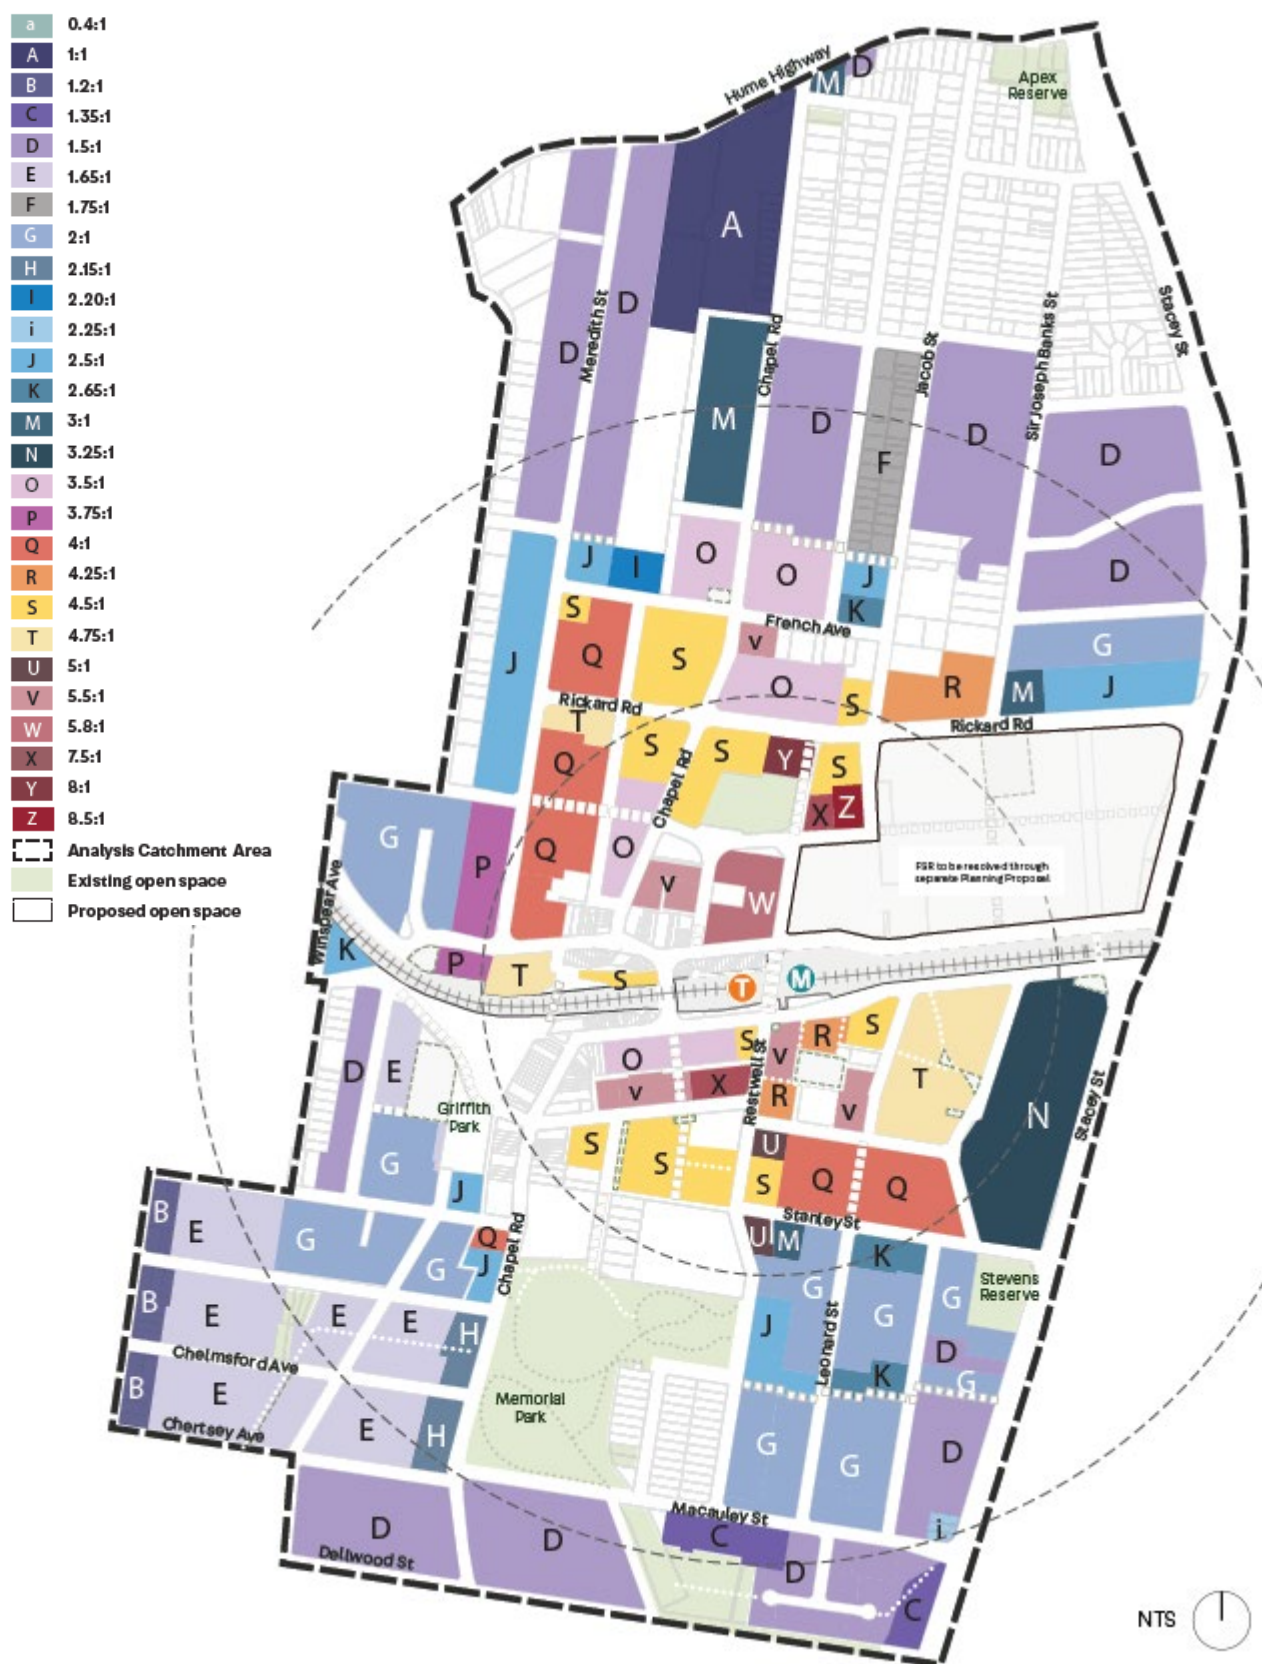 a 0.4:1
A 1:1
B 1.2:1
C 1.35:1
D 1.5:1
E 1.65:1
F 1.75:1
G 2:1
H 2.15:1
I 2.20:1
i 2.25:1
J 2.5:1
K 2.65:1
M 3:1
N 3.25:1
O 3.5:1
P 3.75:1
Q 4:1
R 4.25:1
S 4.5:1
T 4.75:1
U 5:1
V 5.5:1
W 5.8:1
X 7.5:1
Y 8:1
Z 8.5:1
Analysis Catchment Area
Existing open space
Proposed open space
Hume Highway
M D
Apex
Reserve
A
Meredith St
D
D
Chapel Rd
Jacob St
Sir Joseph Banks St
Stacey St
M
D
F
D
D
D
J I
O
O
J
K
French Ave
J
S
Q
S
V
O
S
R
G
M J
Rickard Rd
Rickard Rd
T
Q
S
S
Y
S
X Z
Chapel Rd
G
P
Q
O
V
W
FSR to be resolved through
separate Planning Proposal
Winspear Ave
K
P
T
S
T
M
D
E
Griffith
Park
G
J
O
V
S
X
Restwell St
V
R
S
R
V
T
N
Stacey St
S
S
U
S
Q
Q
Stanley St
B
E
G
G
Q
J
Chapel Rd
U M
G
K
G
Stevens
Reserve
B
E
E
E
H
J
Leonard St
G
K
D
G
Chelmsford Ave
B
E
E
H
Chertsey Ave
Memorial
Park
G
G
D
i
Macauley St
D
D
C
D
C
Dellwood St
NTS